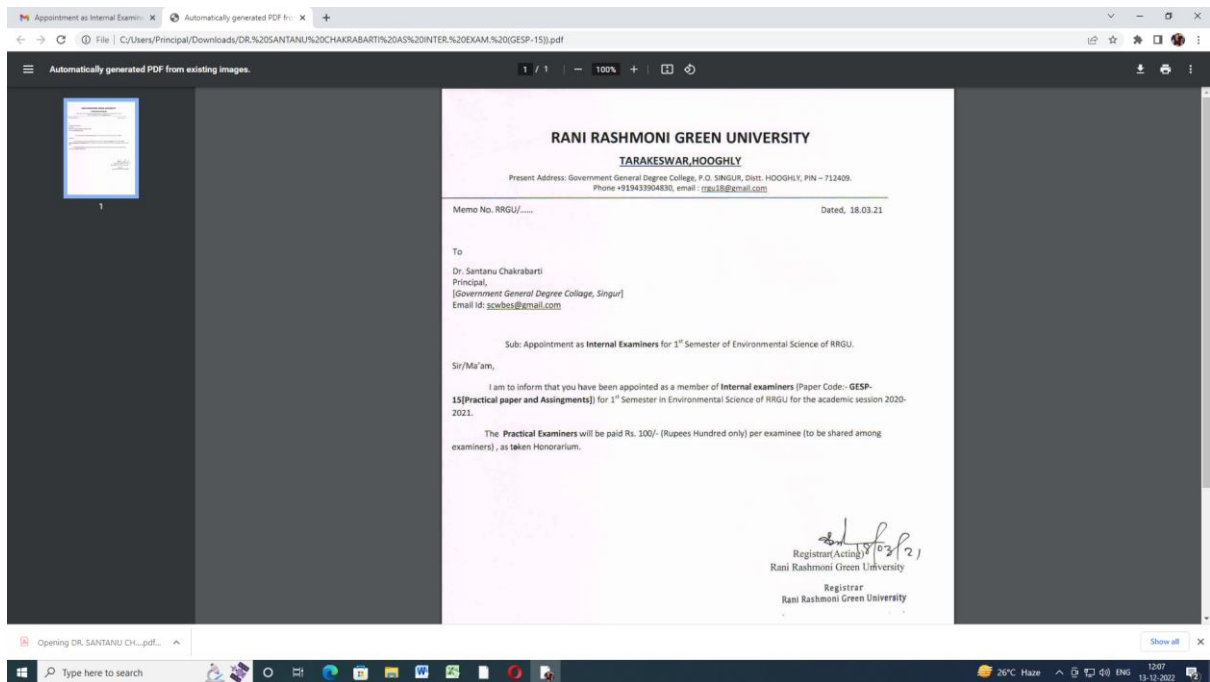 Appointment as Internal Examin
Automatically generated PDF fro
File | C:/Users/Principal/Downloads/DR.%20SANTANU%20CHAKRABARTI%20AS%20INTER.%20EXAM.%20(GESP-15)).pdf
Automatically generated PDF from existing images.
1 / 1
100%
1
RANI RASHMONI GREEN UNIVERSITY
TARAKESWAR,HOOGHLY
Present Address: Government General Degree College, P.O. SINGUR, Distt. HOOGHLY, PIN – 712409.
Phone +919433904830, email : rrgu18@gmail.com
Memo No. RRGU/...... Dated, 18.03.21
To
Dr. Santanu Chakrabarti
Principal,
[Government General Degree Collage, Singur]
Email Id: scwbes@gmail.com
Sub: Appointment as Internal Examiners for 1st Semester of Environmental Science of RRGU.
Sir/Ma'am,
I am to inform that you have been appointed as a member of Internal examiners (Paper Code:- GESP-
15[Practical paper and Assingments]) for 1st Semester in Environmental Science of RRGU for the academic session 2020-
2021.
The Practical Examiners will be paid Rs. 100/- (Rupees Hundred only) per examinee (to be shared among
examiners) , as token Honorarium.
18/03/21
Registrar(Acting)
Rani Rashmoni Green University
Registrar
Rani Rashmoni Green University
Opening DR. SANTANU CH....pdf...
Show all
Type here to search
26°C Haze
ENG
12:07
13-12-2022